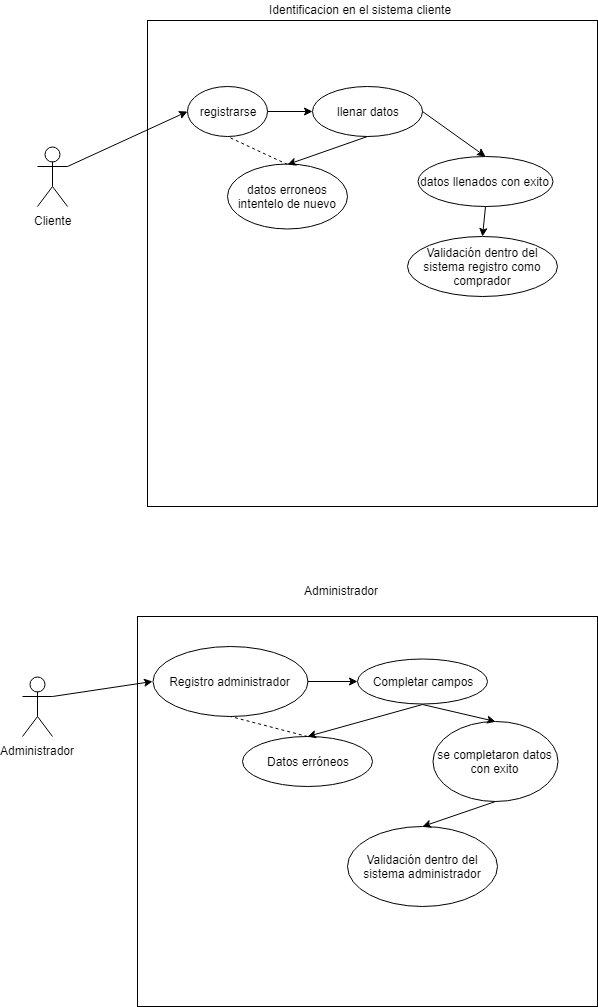 Identificacion en el sistema cliente
registrarse
llenar datos
datos erroneos
intentelo de nuevo
datos llenados con exito
Cliente
Validación dentro del
sistema registro como
comprador
Administrador
Registro administrador
Completar campos
Administrador
Datos erróneos
se completaron datos
con exito
Validación dentro del
sistema administrador